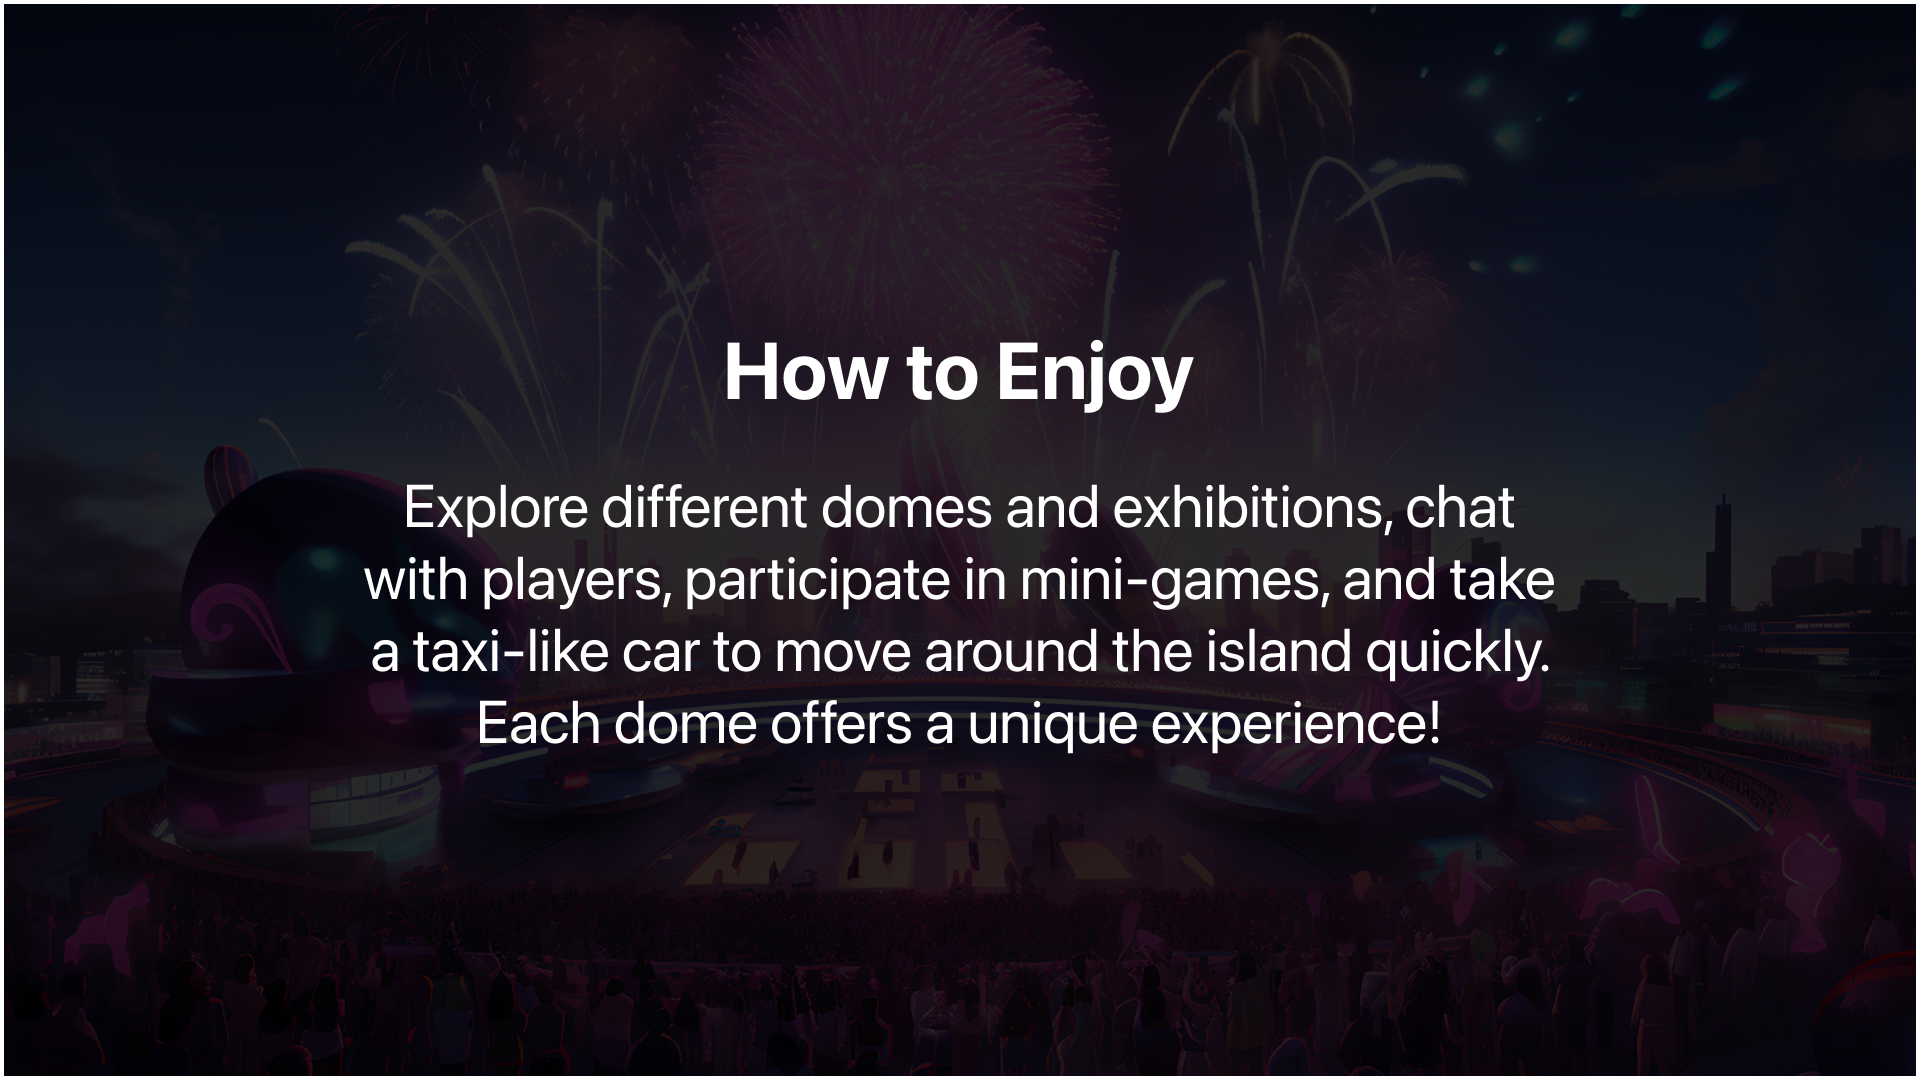 How to Enjoy
Explore different domes and exhibitions, chat
with players, participate in mini-games, and take
a taxi-like car to move around the island quickly.
Each dome offers a unique experience!